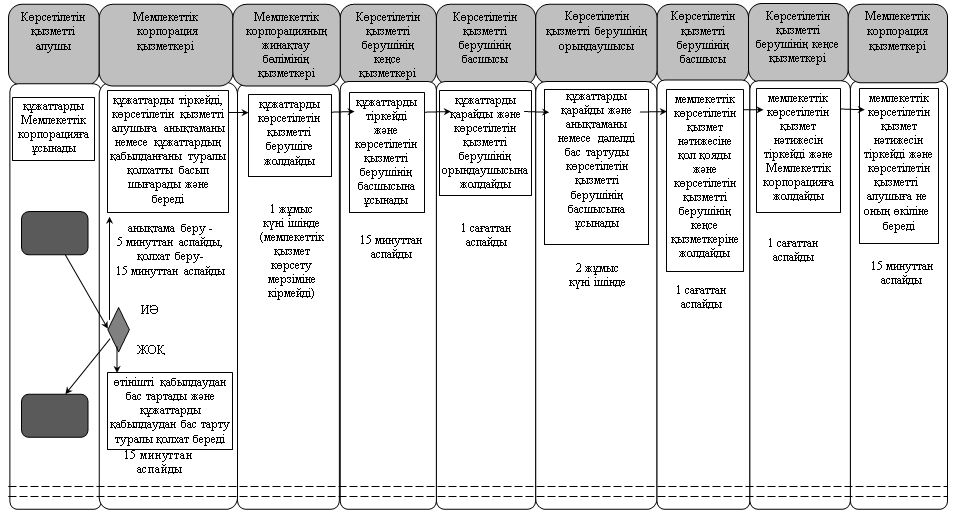 Көрсетілетін
қызметті
алушы
Мемлекеттік
корпорация
қызметкері
Мемлекеттік
корпорацияның
жинақтау
бөлімінің
қызметкері
Көрсетілетін
қызметті
берушінің
кеңсе
қызметкері
Көрсетілетін
қызметті
берушінің
басшысы
Көрсетілетін
қызметті берушінің
орындаушысы
Көрсетілетін
қызметті
берушінің
басшысы
Көрсетілетін
қызметті
берушінің кеңсе
қызметкері
Мемлекеттік
корпорация
қызметкері
құжаттарды
Мемлекеттік
корпорацияға
ұсынады
құжаттарды тіркейді,
көрсетілетін қызметті
алушыға анықтаманы
немесе құжаттардың
қабылданғаны туралы
қолхатты басып
шығарады және
береді
анықтама беру -
5 минуттан аспайды,
қолхат беру-
15 минуттан аспайды
ИӘ
ЖОҚ
өтінішті қабылдаудан
бас тартады және
құжаттарды
қабылдаудан бас тарту
туралы қолхат береді
15 минуттан
аспайды
құжаттарды
көрсетілетін
қызметті
берушіге
жолдайды
1 жұмыс
күні ішінде
(мемлекеттік
қызмет
көрсету
мерзіміне
кірмейді)
құжаттарды
тіркейді
және
көрсетілетін
қызметті
берушінің
басшысына
ұсынады
15 минуттан
аспайды
құжаттарды
қарайды және
көрсетілетін
қызметті
берушінің
орындаушысына
жолдайды
1 сағаттан
аспайды
құжаттарды
қарайды және
анықтаманы
немесе дәлелді
бас тартуды
көрсетілетін
қызметті
берушінің
басшысына
ұсынады
2 жұмыс
күні ішінде
мемлекеттік
көрсетілетін
қызмет
нәтижесіне
қол қояды
және
көрсетілетін
қызметті
берушінің
кеңсе
қызметкеріне
жолдайды
1 сағаттан
аспайды
мемлекеттік
көрсетілетін
қызмет
нәтижесін
тіркейді және
Мемлекеттік
корпорацияға
жолдайды
1 сағаттан
аспайды
мемлекеттік
көрсетілетін
қызмет
нәтижесін
тіркейді және
көрсетілетін
қызметті
алушыға не
оның өкіліне
береді
15 минуттан
аспайды